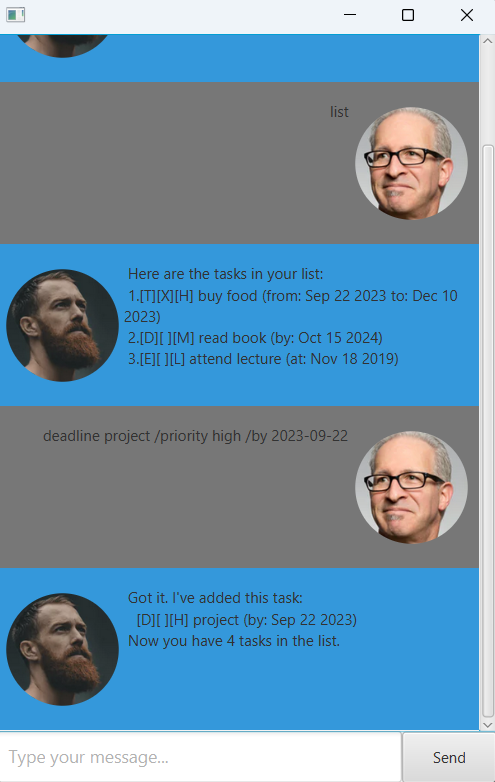 list
Here are the tasks in your list:
1.[T][X][H] buy food (from: Sep 22 2023 to: Dec 10
2023)
2.[D][ ][M] read book (by: Oct 15 2024)
3.[E][ ][L] attend lecture (at: Nov 18 2019)
deadline project /priority high /by 2023-09-22
Got it. I've added this task:
[D][ ][H] project (by: Sep 22 2023)
Now you have 4 tasks in the list.
Type your message...
Send